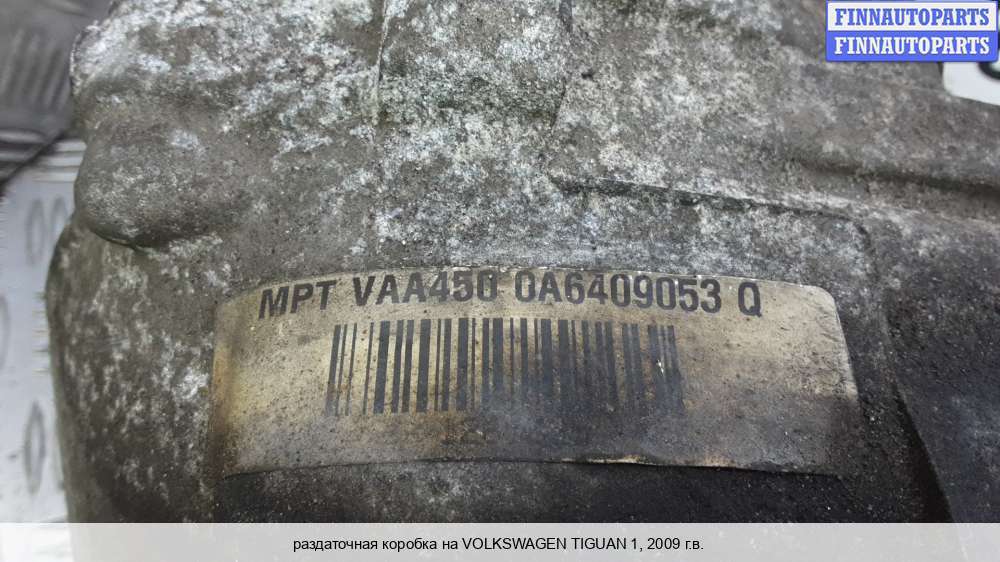 FINNAUTOPARTS
FINNAUTOPARTS
MPT VAA450 0A6409053 Q
раздаточная коробка на VOLKSWAGEN TIGUAN 1, 2009 г.в.